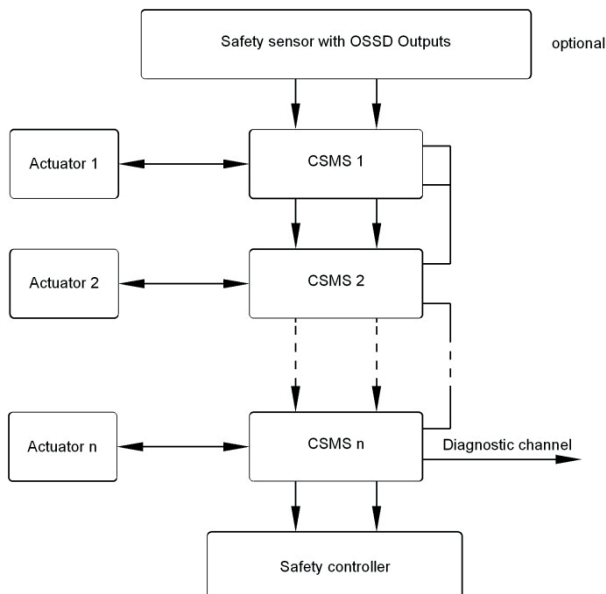 Safety sensor with OSSD Outputs
optional
Actuator 1
CSMS 1
Actuator 2
CSMS 2
Actuator n
CSMS n
Diagnostic channel
Safety controller